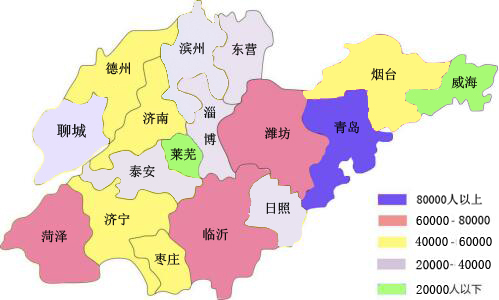 滨州
东营
德州
烟台
威海
聊城
济南
淄
博
潍坊
青岛
莱芜
泰安
日照
菏泽
济宁
临沂
枣庄
80000人以上
60000-80000
40000-60000
20000-40000
20000人以下